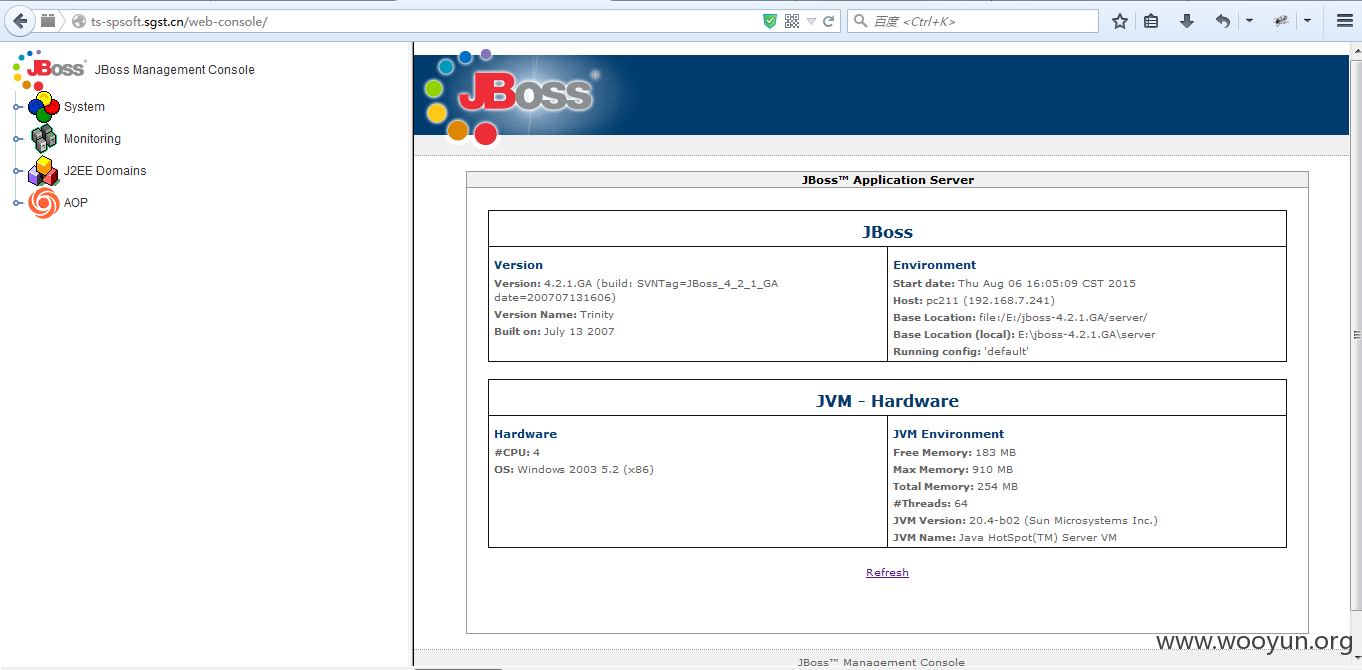 ts-spsoft.sgst.cn/web-console/
百度 <Ctrl+K>
JBoss® JBoss Management Console
System
Monitoring
J2EE Domains
AOP
JBoss®
JBoss™ Application Server
JBoss
Version
Version: 4.2.1.GA (build: SVNTag=JBoss_4_2_1_GA
date=200707131606)
Version Name: Trinity
Built on: July 13 2007
Environment
Start date: Thu Aug 06 16:05:09 CST 2015
Host: pc211 (192.168.7.241)
Base Location: file:/E:/jboss-4.2.1.GA/server/
Base Location (local): E:\jboss-4.2.1.GA\server
Running config: 'default'
JVM - Hardware
Hardware
#CPU: 4
OS: Windows 2003 5.2 (x86)
JVM Environment
Free Memory: 183 MB
Max Memory: 910 MB
Total Memory: 254 MB
#Threads: 64
JVM Version: 20.4-b02 (Sun Microsystems Inc.)
JVM Name: Java HotSpot(TM) Server VM
Refresh
www.wooyun.org
JBoss™ Management Console